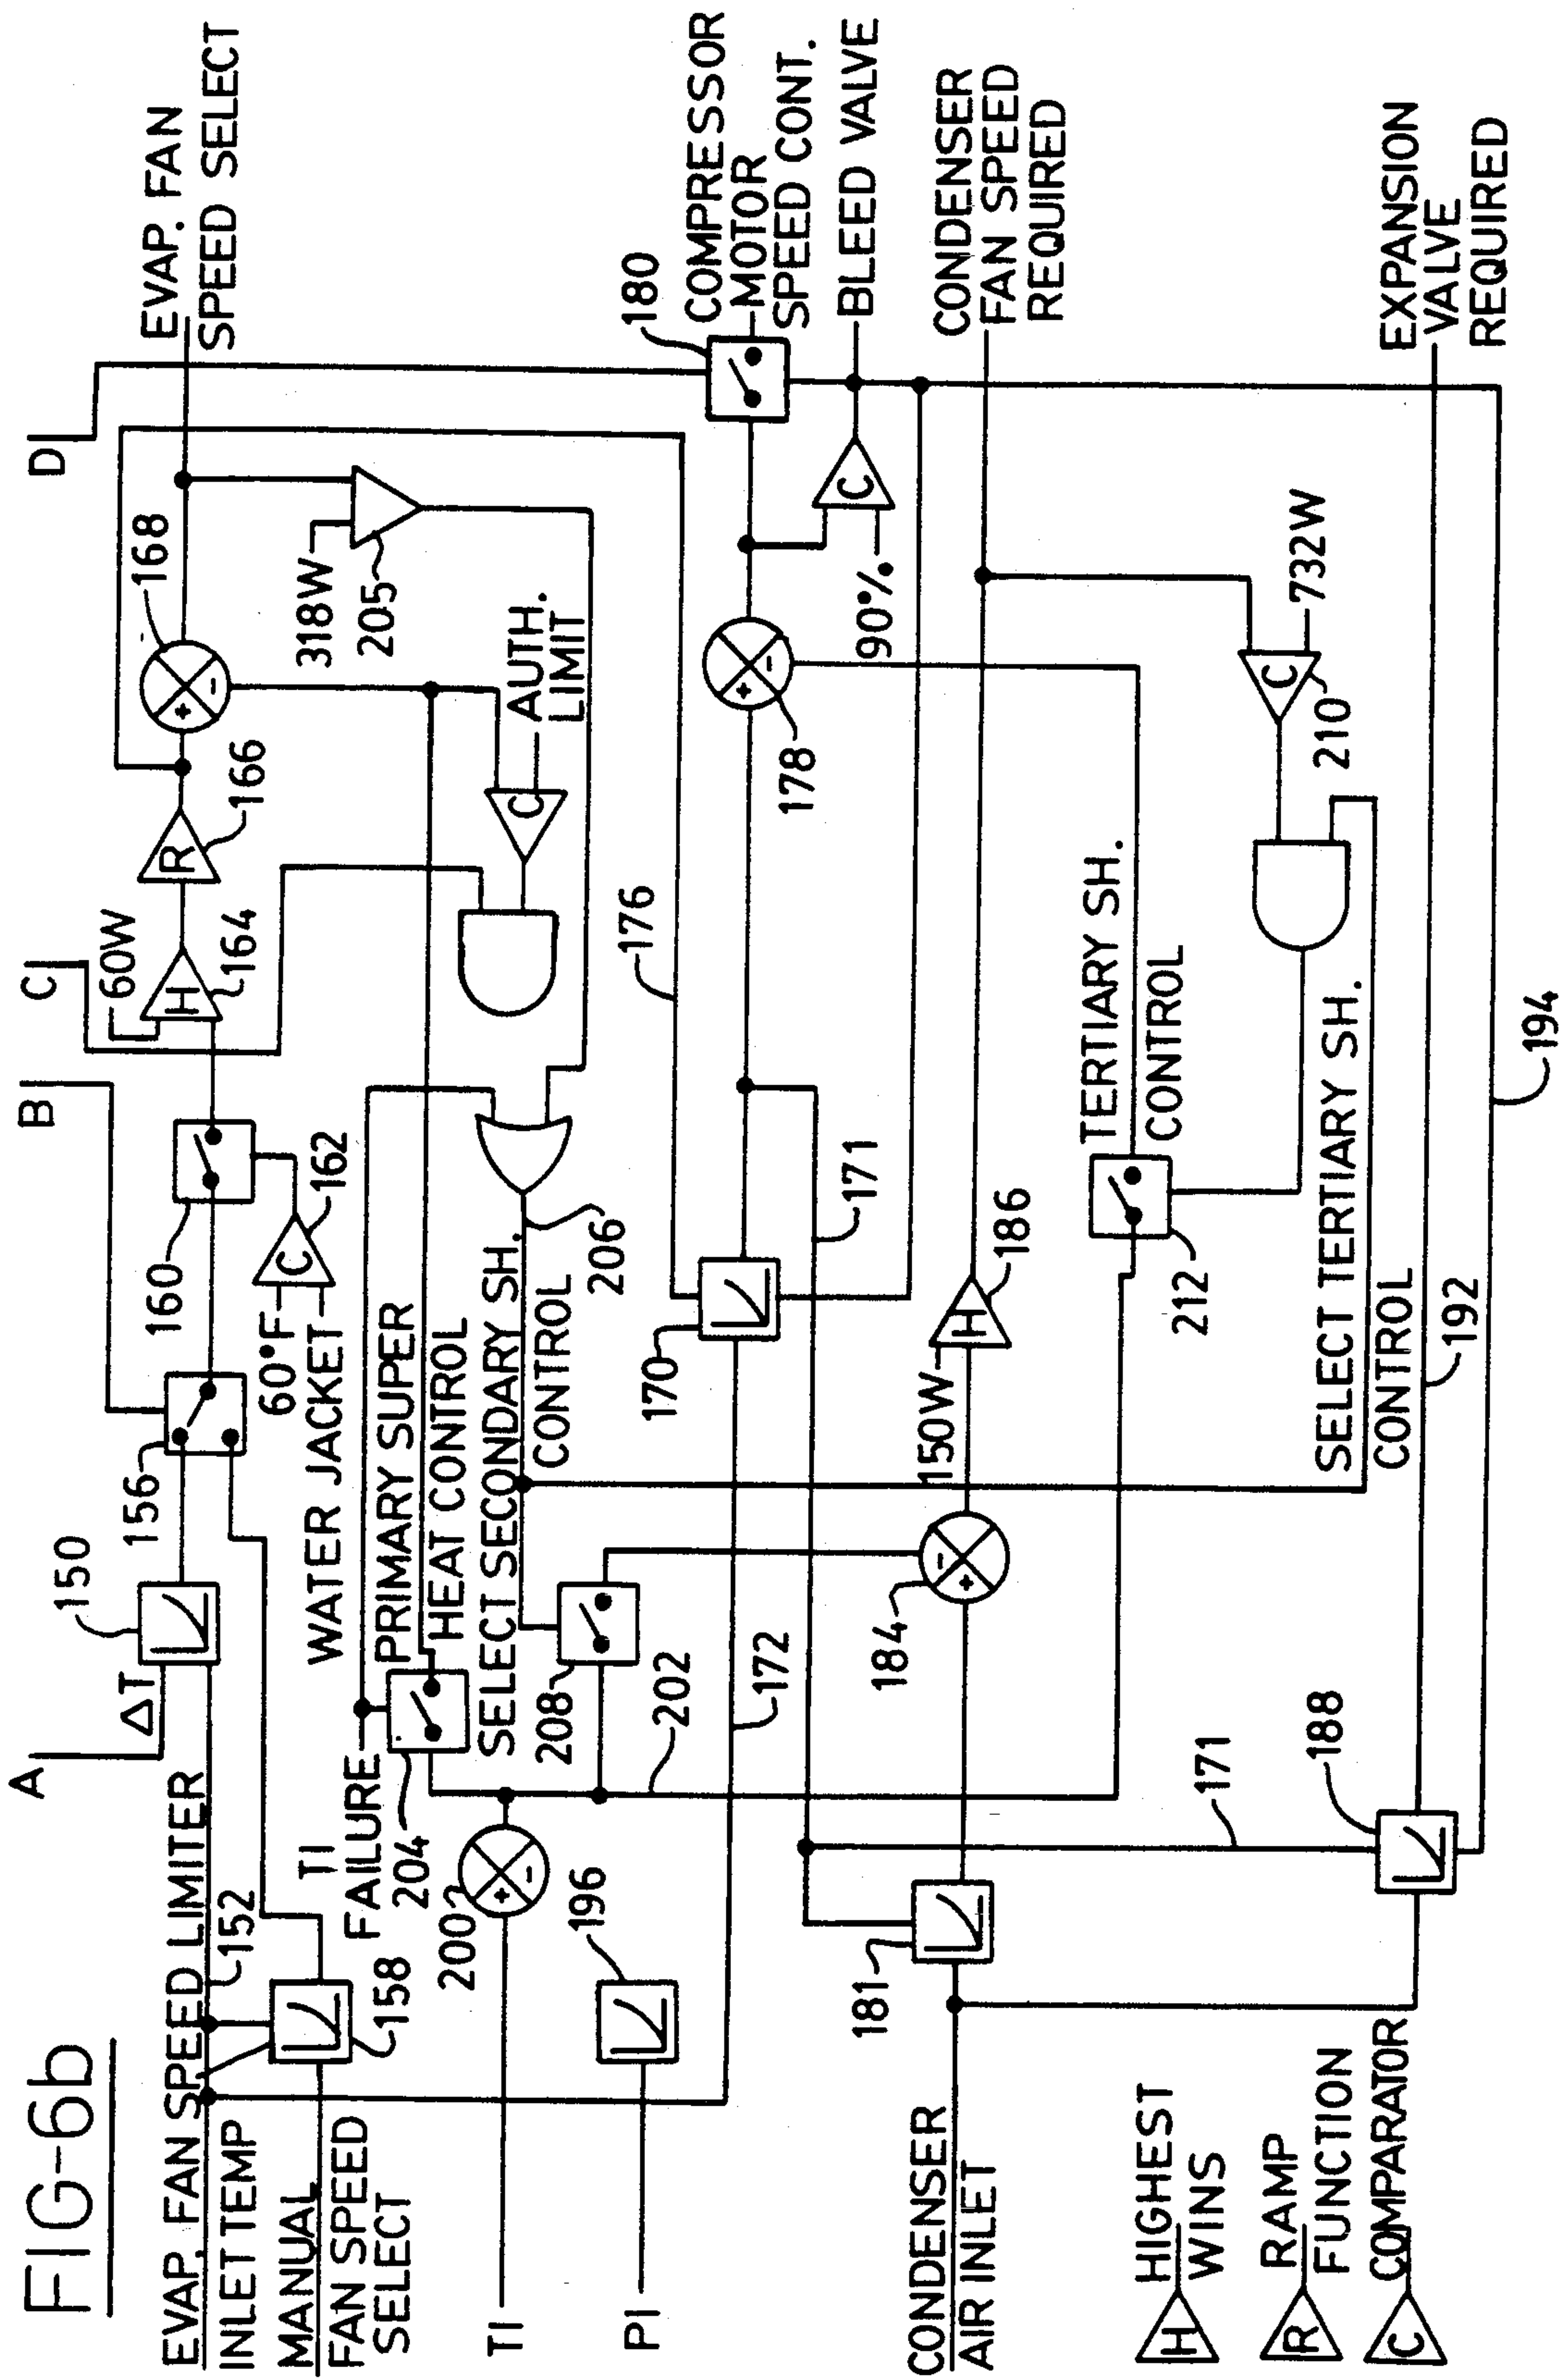 FIG-6b
A
B
C
D
EVAP. FAN SPEED LIMITER
INLET TEMP
152
MANUAL
FAN SPEED
SELECT
158
ΔT
150
156
160
60°F
WATER JACKET
C
162
60W
H
164
R
166
+
-
168
EVAP. FAN
SPEED SELECT
318W
205
AUTH.
LIMIT
C
TI
FAILURE
204
PRIMARY SUPER
HEAT CONTROL
SELECT SECONDARY SH.
CONTROL
206
TI
200
+
-
208
202
PI
196
172
170
176
171
+
-
178
180
COMPRESSOR
MOTOR
SPEED CONT.
C
90%
BLEED VALVE
CONDENSER
AIR INLET
181
184
+
-
150W
H
186
CONDENSER
FAN SPEED
REQUIRED
TERTIARY SH.
CONTROL
212
C
732W
210
SELECT TERTIARY SH.
CONTROL
171
188
192
194
EXPANSION
VALVE
REQUIRED
H
HIGHEST
WINS
R
RAMP
FUNCTION
C
COMPARATOR